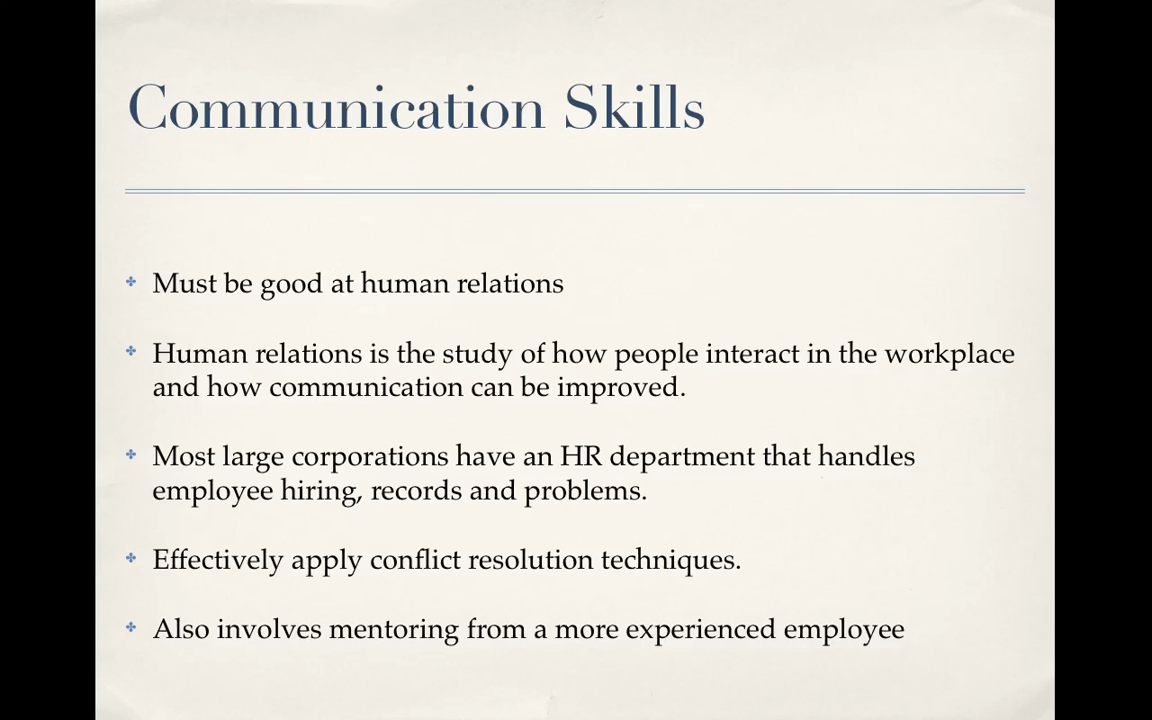 Communication Skills
Must be good at human relations
Human relations is the study of how people interact in the workplace
and how communication can be improved.
Most large corporations have an HR department that handles
employee hiring, records and problems.
Effectively apply conflict resolution techniques.
Also involves mentoring from a more experienced employee